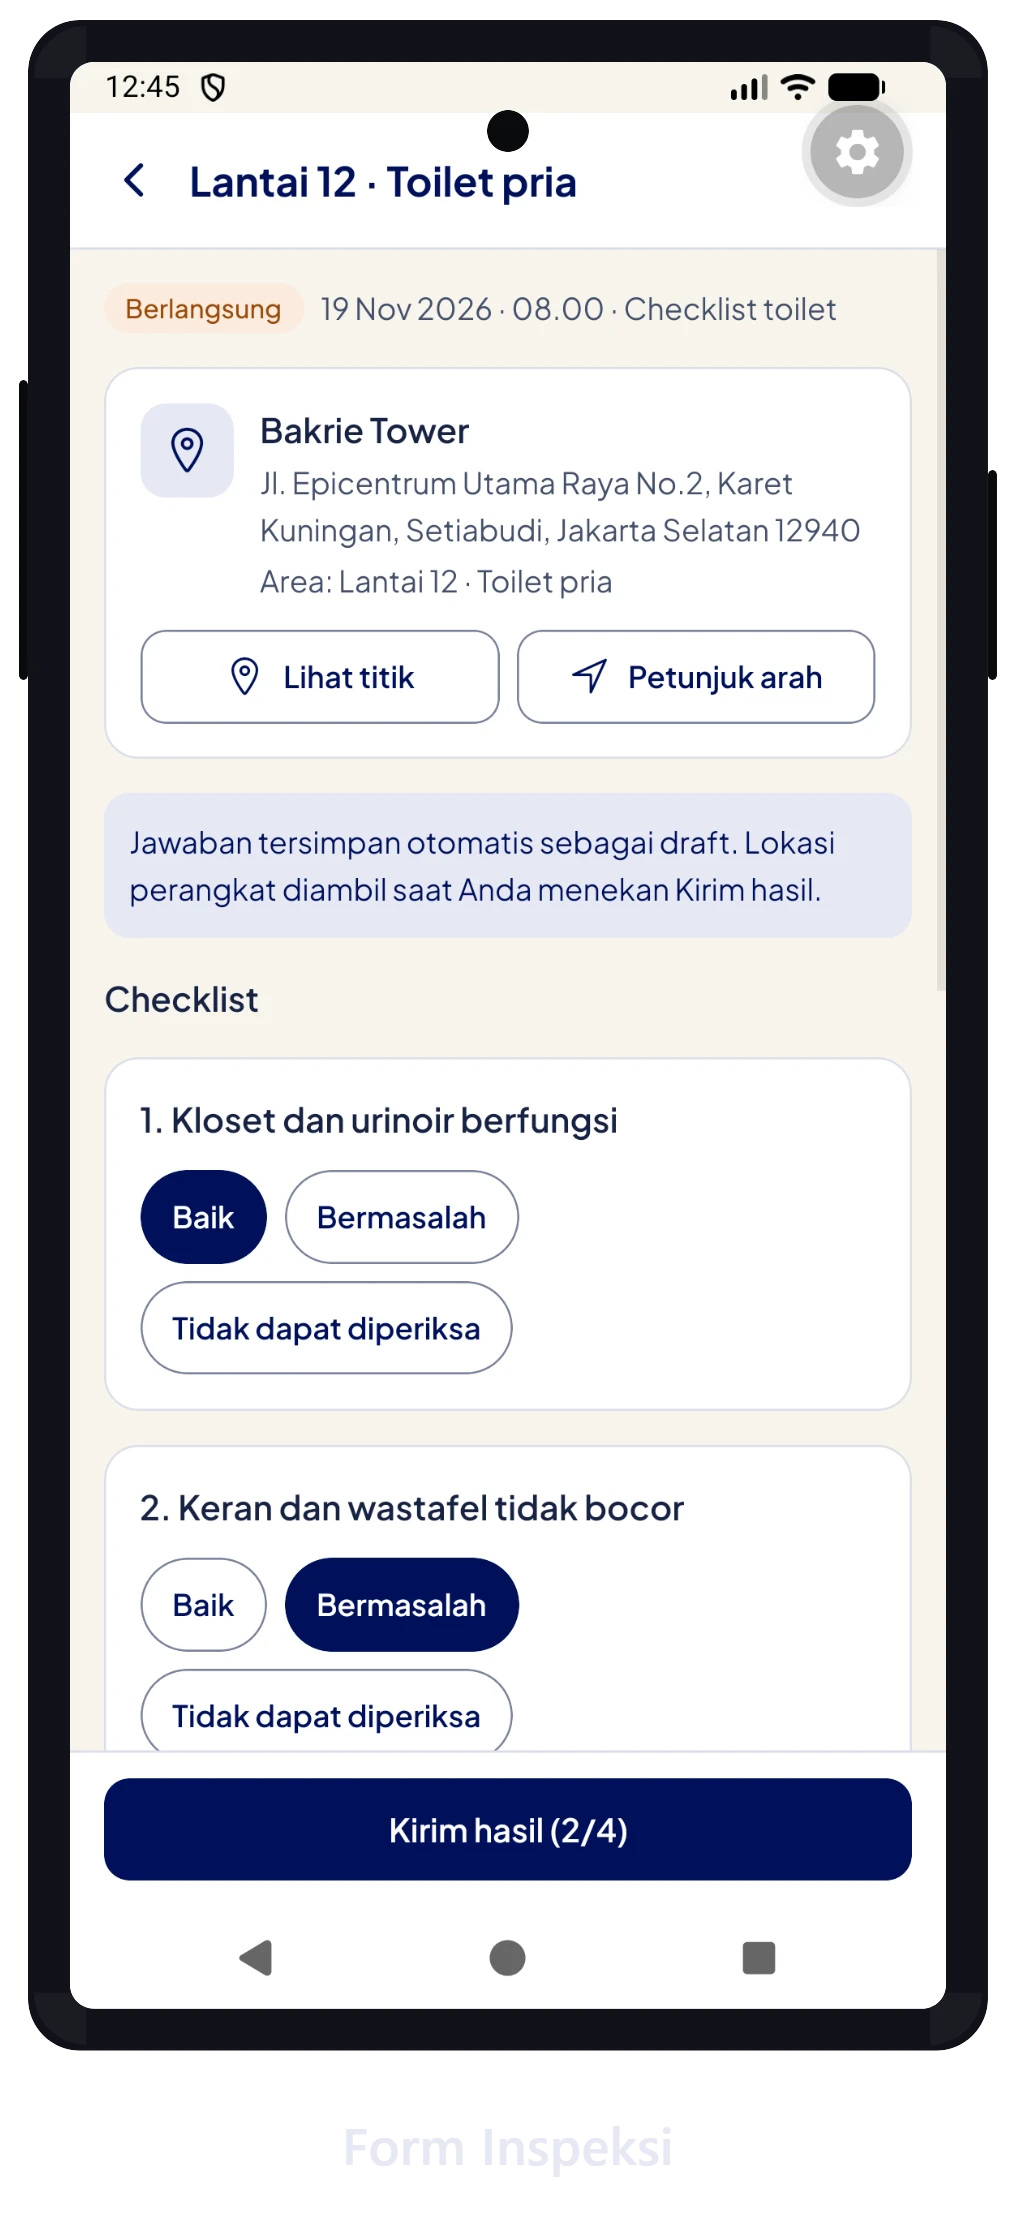 12:45
Lantai 12 · Toilet pria
Berlangsung
19 Nov 2026 · 08.00 · Checklist toilet
Bakrie Tower
Jl. Epicentrum Utama Raya No.2, Karet
Kuningan, Setiabudi, Jakarta Selatan 12940
Area: Lantai 12 · Toilet pria
Lihat titik
Petunjuk arah
Jawaban tersimpan otomatis sebagai draft. Lokasi
perangkat diambil saat Anda menekan Kirim hasil.
Checklist
1. Kloset dan urinoir berfungsi
Baik
Bermasalah
Tidak dapat diperiksa
2. Keran dan wastafel tidak bocor
Baik
Bermasalah
Tidak dapat diperiksa
Kirim hasil (2/4)
Form Inspeksi